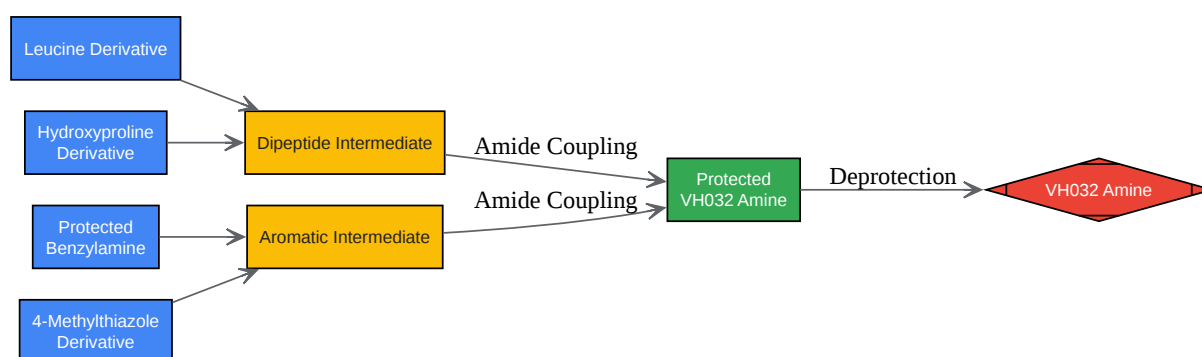 Leucine Derivative
Hydroxyproline
Derivative
Dipeptide Intermediate
Amide Coupling
Protected
Benzylamine
Aromatic Intermediate
Amide Coupling
4-Methylthiazole
Derivative
Protected
VH032 Amine
Deprotection
VH032 Amine